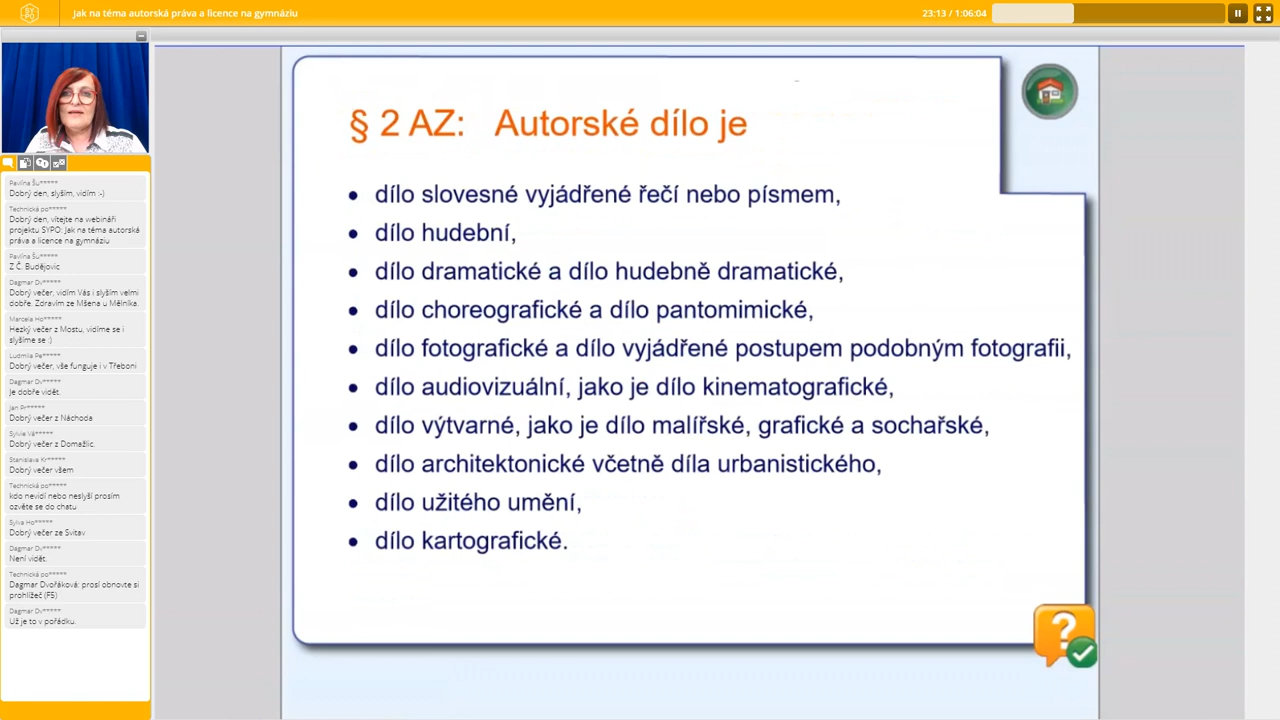 SY
PO
Jak na téma autorská práva a licence na gymnáziu
23:13 / 1:06:04
Pavlína Šu*****
Dobrý den, slyším, vidím :-)
Technická po*****
Dobrý den, vítejte na webináři
projektu SYPO: Jak na téma autorská
práva a licence na gymnáziu
Pavlína Šu*****
Z Č. Budějovic
Dagmar Dv*****
Dobrý večer, vidím Vás i slyším velmi
dobře. Zdravím ze Mšena u Mělníka.
Marcela Ho*****
Hezký večer z Mostu, vidíme se i
slyšíme se :)
Ludmila Pe*****
Dobrý večer, vše funguje i v Třeboni
Dagmar Dv*****
Je dobře vidět.
Jan Pr*****
Dobrý večer z Náchoda
Sylvie Vá*****
Dobrý večer z Domažlic.
Stanislava Kr*****
Dobrý večer všem
Technická po*****
kdo nevidí nebo neslyší prosím
ozvěte se do chatu
Sylva Ho*****
Dobrý večer ze Svitav
Dagmar Dv*****
Není vidět.
Technická po*****
Dagmar Dvořáková: prosí obnovte si
prohlížeč (F5)
Dagmar Dv*****
Už je to v pořádku.
§ 2 AZ: Autorské dílo je
• dílo slovesné vyjádřené řečí nebo písmem,
• dílo hudební,
• dílo dramatické a dílo hudebně dramatické,
• dílo choreografické a dílo pantomimické,
• dílo fotografické a dílo vyjádřené postupem podobným fotografii,
• dílo audiovizuální, jako je dílo kinematografické,
• dílo výtvarné, jako je dílo malířské, grafické a sochařské,
• dílo architektonické včetně díla urbanistického,
• dílo užitého umění,
• dílo kartografické.